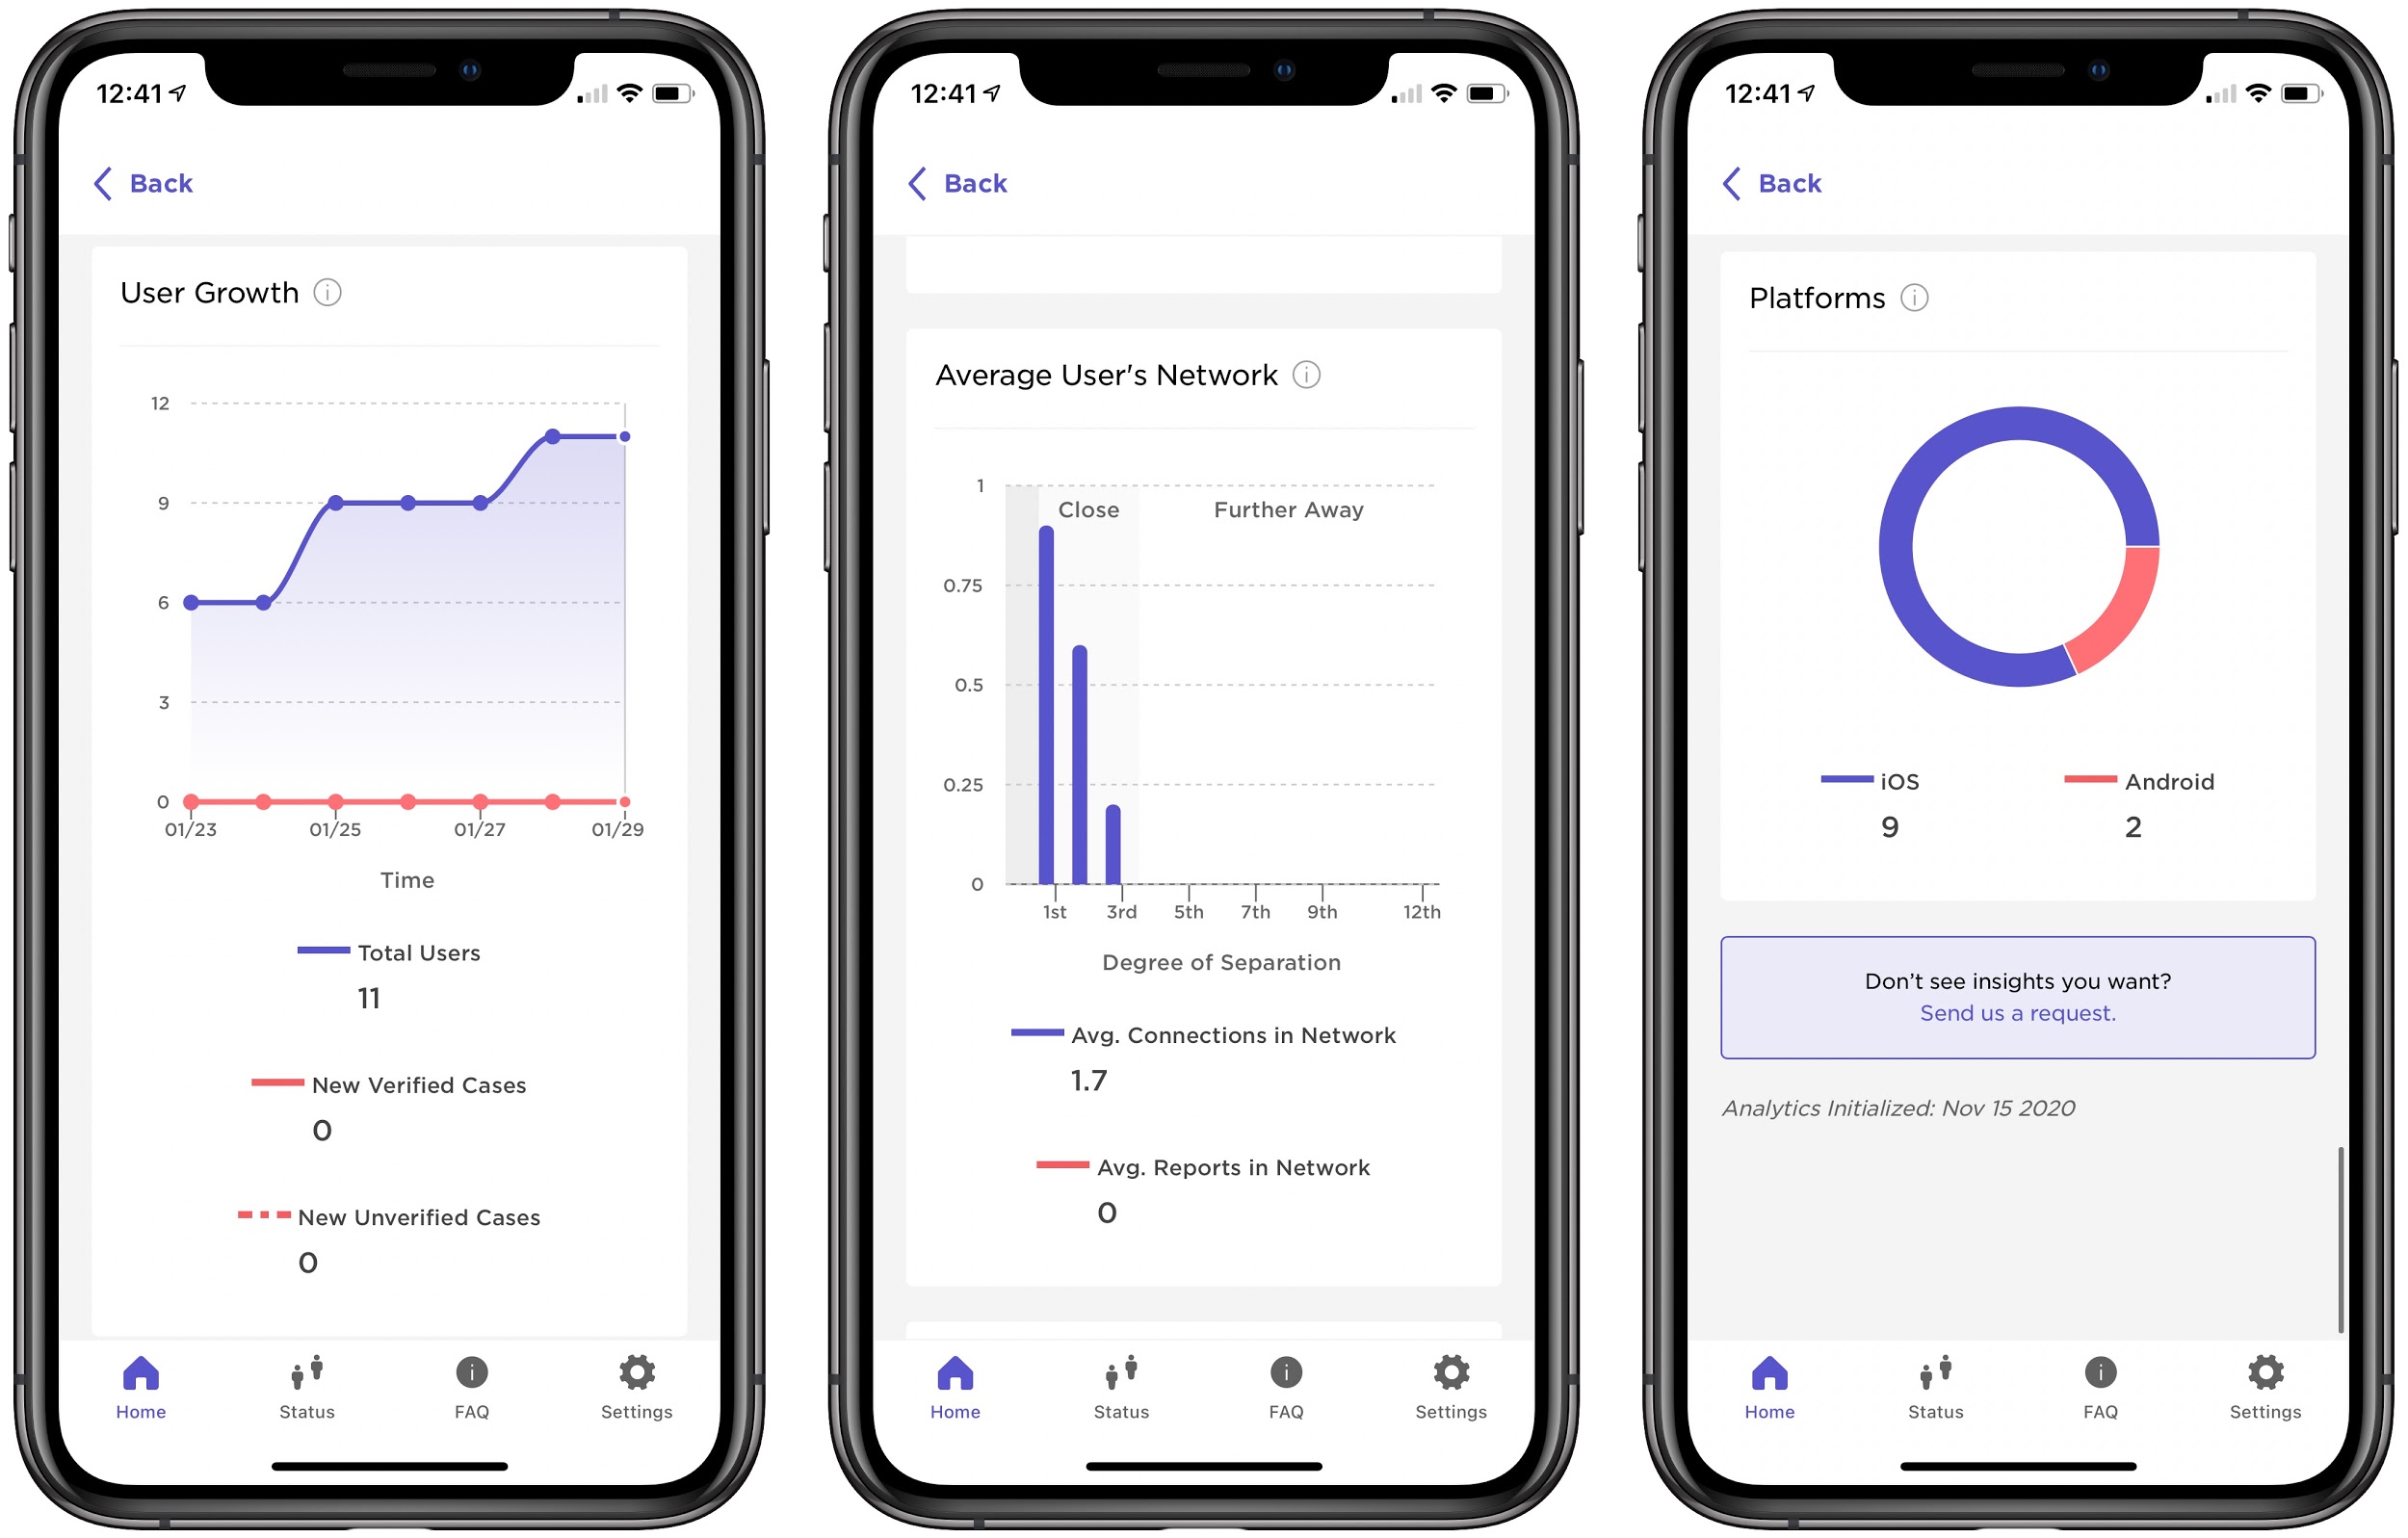 12:41
Back
User Growth
12
9
6
3
0
01/23 01/25 01/27 01/29
Time
Total Users
11
New Verified Cases
0
New Unverified Cases
0
Home Status FAQ Settings
12:41
Back
Average User's Network
1
Close Further Away
0.75
0.5
0.25
0
1st 3rd 5th 7th 9th 12th
Degree of Separation
Avg. Connections in Network
1.7
Avg. Reports in Network
0
Home Status FAQ Settings
12:41
Back
Platforms
iOS Android
9 2
Don’t see insights you want?
Send us a request.
Analytics Initialized: Nov 15 2020
Home Status FAQ Settings